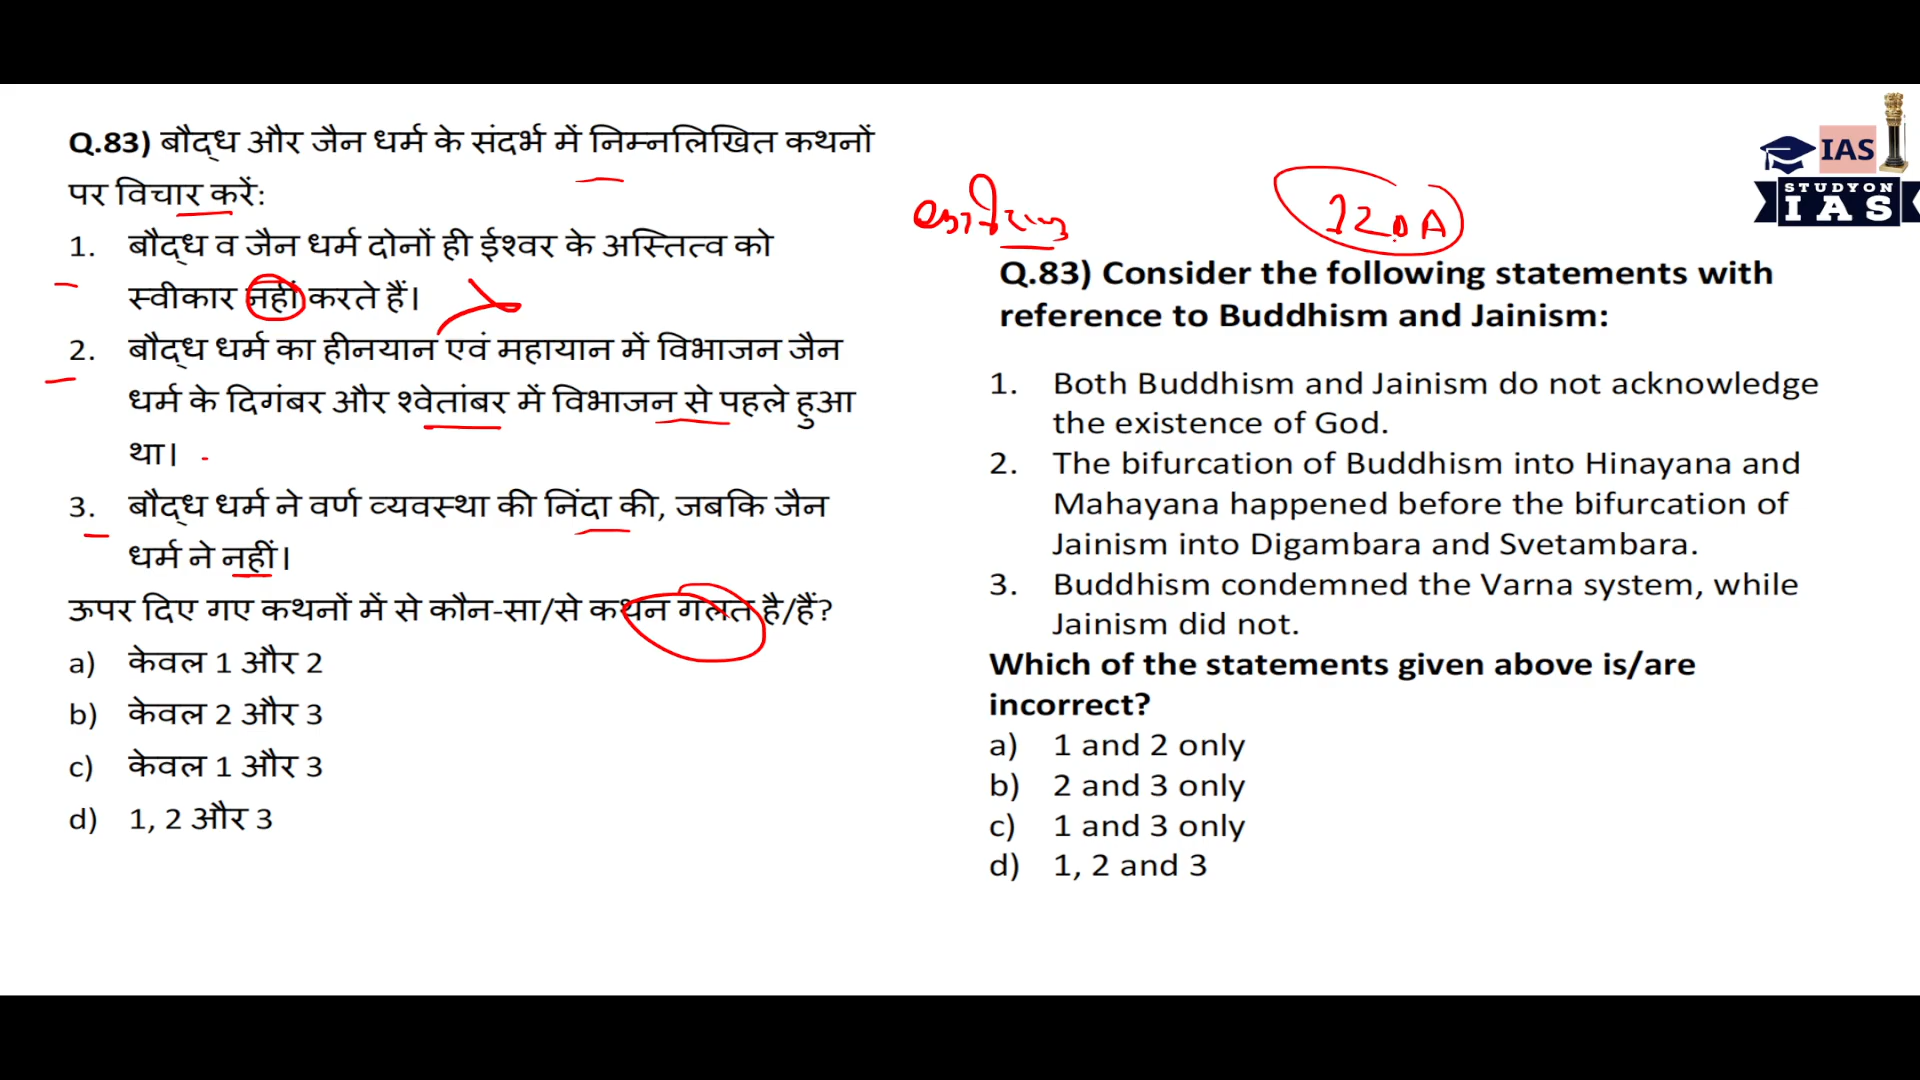 Q.83) बौद्ध और जैन धर्म के संदर्भ में निम्नलिखित कथनों
पर विचार करें:
1. बौद्ध व जैन धर्म दोनों ही ईश्वर के अस्तित्व को
स्वीकार नहीं करते हैं।
2. बौद्ध धर्म का हीनयान एवं महायान में विभाजन जैन
धर्म के दिगंबर और श्वेतांबर में विभाजन से पहले हुआ
था।
3. बौद्ध धर्म ने वर्ण व्यवस्था की निंदा की, जबकि जैन
धर्म ने नहीं।
ऊपर दिए गए कथनों में से कौन-सा/से कथन गलत है/हैं?
a) केवल 1 और 2
b) केवल 2 और 3
c) केवल 1 और 3
d) 1, 2 और 3
IAS
STUDYON
IAS
Q.83) Consider the following statements with
reference to Buddhism and Jainism:
1. Both Buddhism and Jainism do not acknowledge
the existence of God.
2. The bifurcation of Buddhism into Hinayana and
Mahayana happened before the bifurcation of
Jainism into Digambara and Svetambara.
3. Buddhism condemned the Varna system, while
Jainism did not.
Which of the statements given above is/are
incorrect?
a) 1 and 2 only
b) 2 and 3 only
c) 1 and 3 only
d) 1, 2 and 3